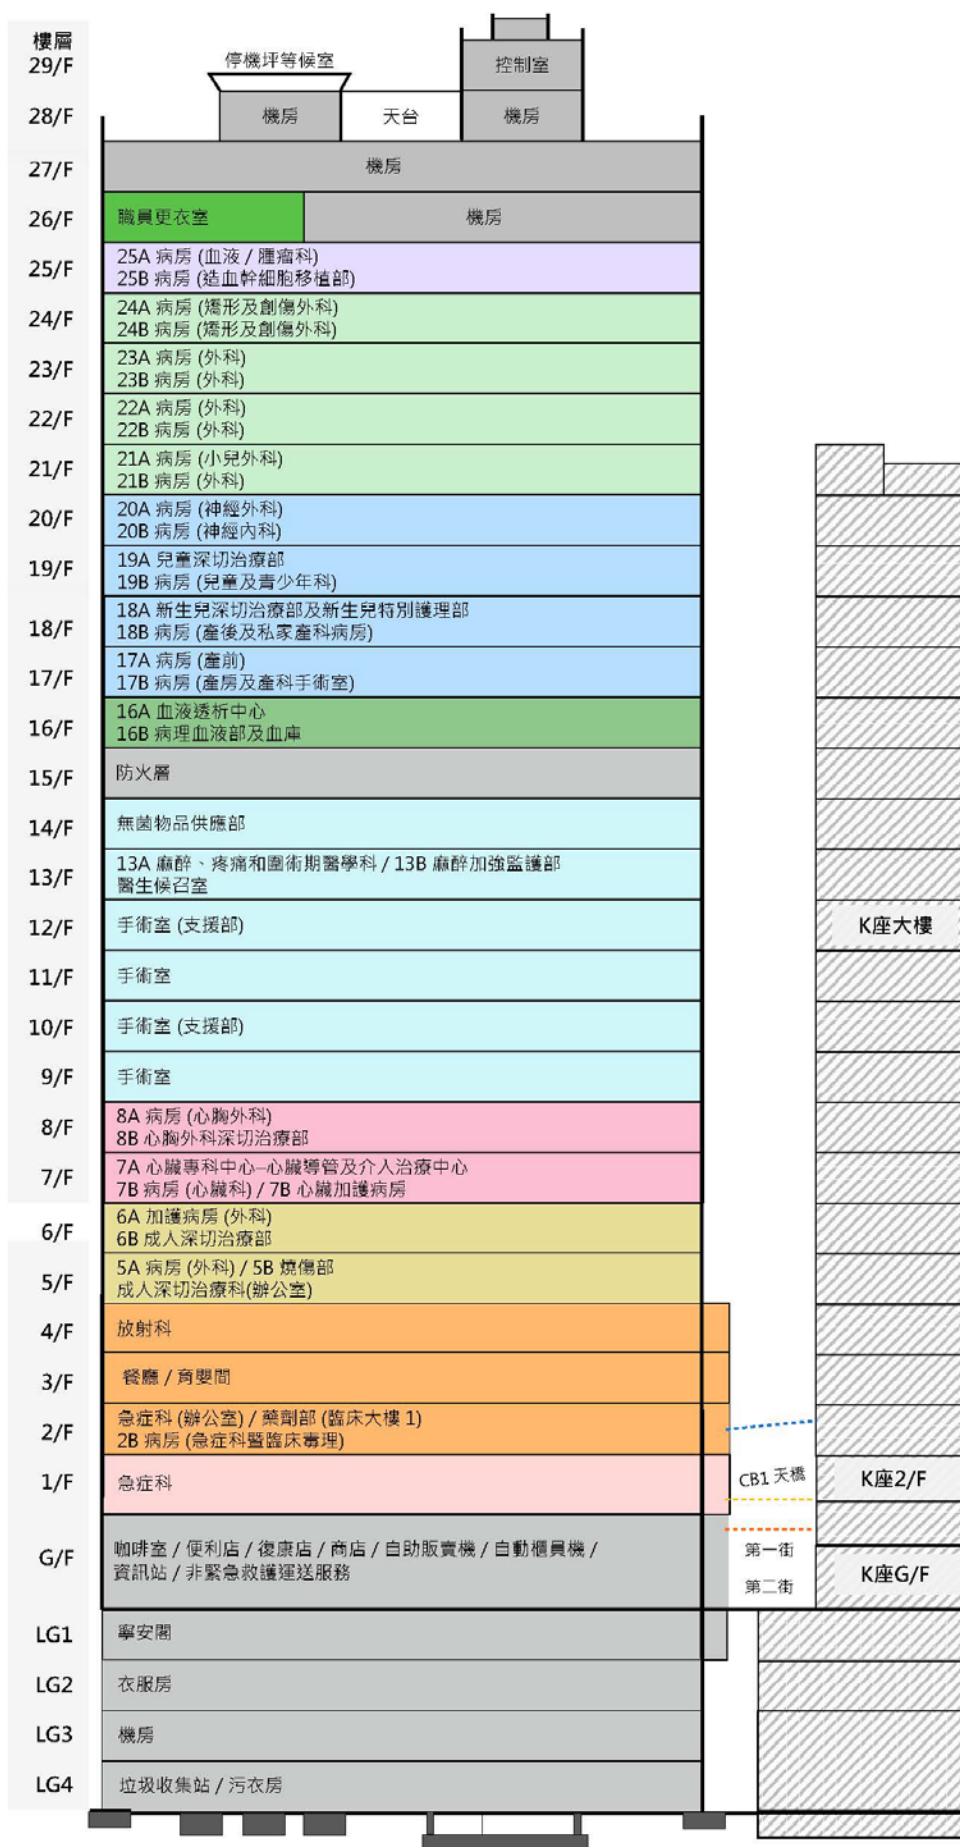 樓層
29/F
停機坪等候室
控制室
28/F
機房
天台
機房
27/F
機房
26/F
職員更衣室
機房
25/F
25A 病房 (血液 / 腫瘤科)
25B 病房 (造血幹細胞移植部)
24/F
24A 病房 (矯形及創傷外科)
24B 病房 (矯形及創傷外科)
23/F
23A 病房 (外科)
23B 病房 (外科)
22/F
22A 病房 (外科)
22B 病房 (外科)
21/F
21A 病房 (小兒外科)
21B 病房 (外科)
20/F
20A 病房 (神經外科)
20B 病房 (神經內科)
19/F
19A 兒童深切治療部
19B 病房 (兒童及青少年科)
18/F
18A 新生兒深切治療部及新生兒特別護理部
18B 病房 (產後及私家產科病房)
17/F
17A 病房 (產前)
17B 病房 (產房及產科手術室)
16/F
16A 血液透析中心
16B 病理血液部及血庫
15/F
防火層
14/F
無菌物品供應部
13/F
13A 麻醉、疼痛和圍術期醫學科 / 13B 麻醉加強監護部
醫生候召室
12/F
手術室 (支援部)
K座大樓
11/F
手術室
10/F
手術室 (支援部)
9/F
手術室
8/F
8A 病房 (心胸外科)
8B 心胸外科深切治療部
7/F
7A 心臟專科中心–心臟導管及介入治療中心
7B 病房 (心臟科) / 7B 心臟加護病房
6/F
6A 加護病房 (外科)
6B 成人深切治療部
5/F
5A 病房 (外科) / 5B 燒傷部
成人深切治療科(辦公室)
4/F
放射科
3/F
餐廳 / 育嬰間
2/F
急症科 (辦公室) / 藥劑部 (臨床大樓 1)
2B 病房 (急症科暨臨床毒理)
1/F
急症科
CB1 天橋
K座2/F
G/F
咖啡室 / 便利店 / 復康店 / 商店 / 自助販賣機 / 自動櫃員機 /
資訊站 / 非緊急救護運送服務
第一街
第二街
K座G/F
LG1
寧安閣
LG2
衣服房
LG3
機房
LG4
垃圾收集站 / 污衣房